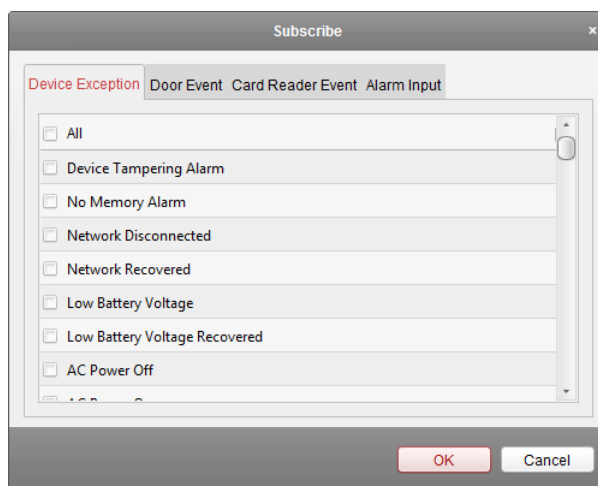 Subscribe
×
Device Exception Door Event Card Reader Event Alarm Input
All
Device Tampering Alarm
No Memory Alarm
Network Disconnected
Network Recovered
Low Battery Voltage
Low Battery Voltage Recovered
AC Power Off
OK Cancel